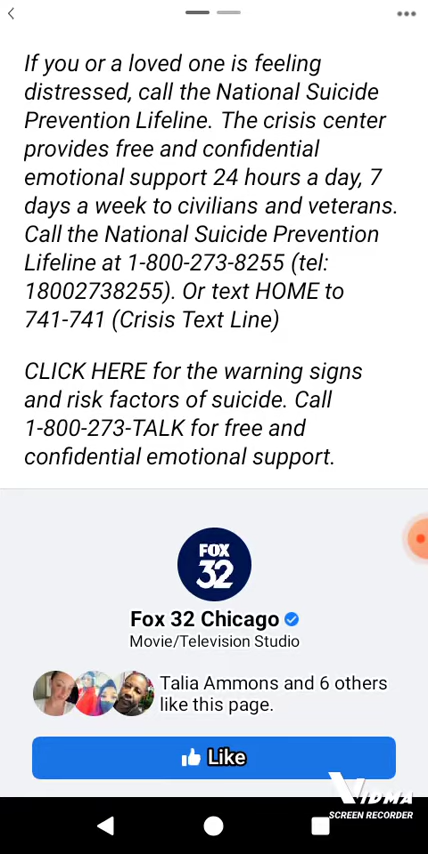 If you or a loved one is feeling
distressed, call the National Suicide
Prevention Lifeline. The crisis center
provides free and confidential
emotional support 24 hours a day, 7
days a week to civilians and veterans.
Call the National Suicide Prevention
Lifeline at 1-800-273-8255 (tel:
18002738255). Or text HOME to
741-741 (Crisis Text Line)
CLICK HERE for the warning signs
and risk factors of suicide. Call
1-800-273-TALK for free and
confidential emotional support.
FOX
32
Fox 32 Chicago
Movie/Television Studio
Talia Ammons and 6 others
like this page.
Like
VIDMA
SCREEN RECORDER